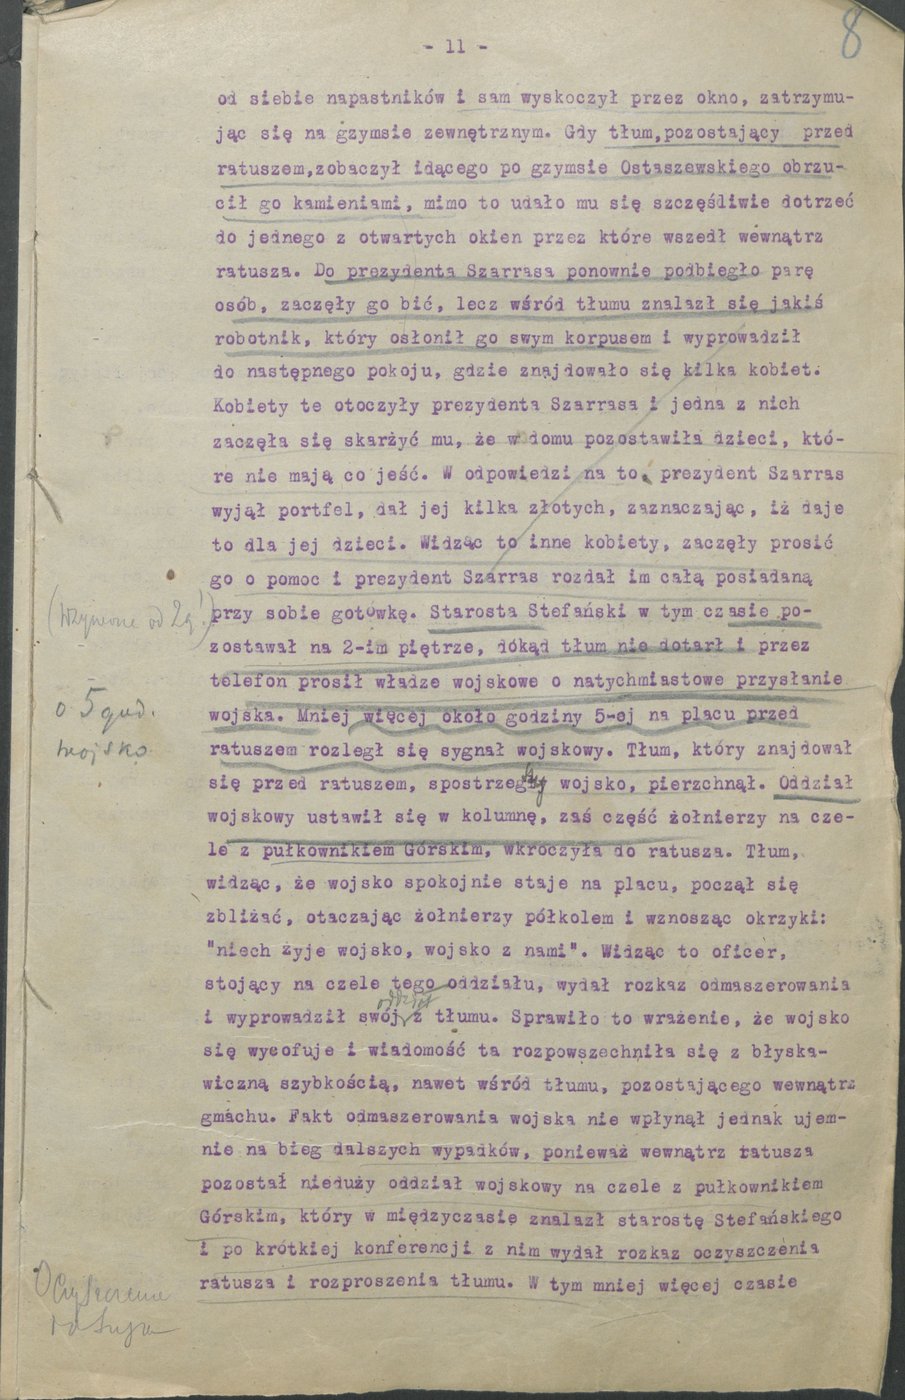 8
- 11 -
od siebie napastników i sam wyskoczył przez okno, zatrzymu-
jąc się na gzymsie zewnętrznym. Gdy tłum,pozostający przed
ratuszem,zobaczył idącego po gzymsie Ostaszewskiego obrzu-
cił go kamieniami, mimo to udało mu się szczęśliwie dotrzeć
do jednego z otwartych okien przez które wszedł wewnątrz
ratusza. Do prezydenta Szarrasa ponownie podbiegło parę
osób, zaczęły go bić, lecz wśród tłumu znalazł się jakiś
robotnik, który osłonił go swym korpusem i wyprowadził
do następnego pokoju, gdzie znajdowało się kilka kobiet.
Kobiety te otoczyły prezydenta Szarrasa i jedna z nich
zaczęła się skarżyć mu, że w domu pozostawiła dzieci, któ-
re nie mają co jeść. W odpowiedzi na to, prezydent Szarras
wyjął portfel, dał jej kilka złotych, zaznaczając, iż daje
to dla jej dzieci. Widząc to inne kobiety, zaczęły prosić
go o pomoc i prezydent Szarras rozdał im całą posiadaną
przy sobie gotówkę. Starosta Stefański w tym czasie po-
zostawał na 2-im piętrze, dokąd tłum nie dotarł i przez
telefon prosił władze wojskowe o natychmiastowe przysłanie
wojska. Mniej więcej około godziny 5-ej na placu przed
ratuszem rozległ się sygnał wojskowy. Tłum, który znajdował
się przed ratuszem, spostrzegłszy wojsko, pierzchnął. Oddział
wojskowy ustawił się w kolumnę, zaś część żołnierzy na cze-
le z pułkownikiem Górskim, wkroczyła do ratusza. Tłum,
widząc, że wojsko spokojnie staje na placu, począł się
zbliżać, otaczając żołnierzy półkolem i wznosząc okrzyki:
"niech żyje wojsko, wojsko z nami". Widząc to oficer,
stojący na czele tego oddziału, wydał rozkaz odmaszerowania
i wyprowadził swój oddział z tłumu. Sprawiło to wrażenie, że wojsko
się wycofuje i wiadomość ta rozpowszechniła się z błyska-
wiczną szybkością, nawet wśród tłumu, pozostającego wewnątrz
gmachu. Fakt odmaszerowania wojska nie wpłynął jednak ujem-
nie na bieg dalszych wypadków, ponieważ wewnątrz ratusza
pozostał nieduży oddział wojskowy na czele z pułkownikiem
Górskim, który w międzyczasie znalazł starostę Stefańskiego
i po krótkiej konferencji z nim wydał rozkaz oczyszczenia
ratusza i rozproszenia tłumu. W tym mniej więcej czasie
od 2g!
o 5 god.
wojsko